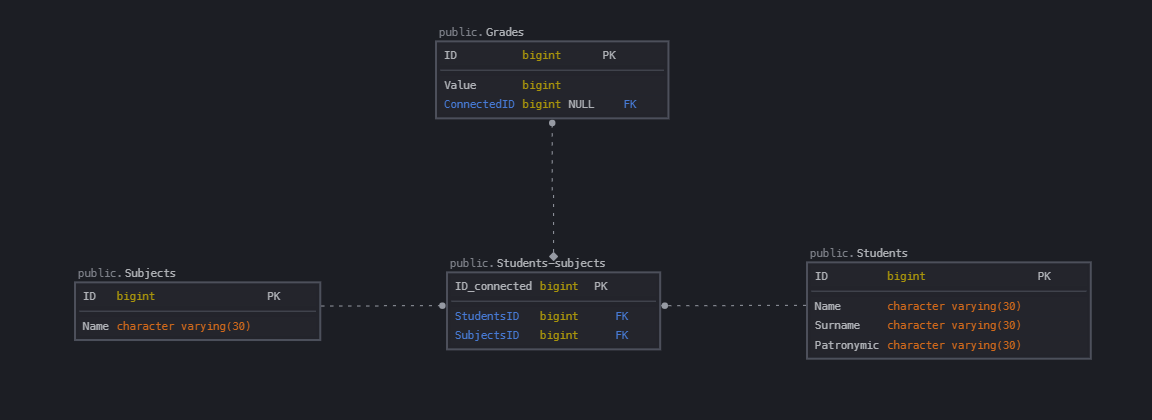 public.Grades
ID bigint PK
Value bigint
ConnectedID bigint NULL FK
public.Subjects
ID bigint PK
Name character varying(30)
public.Students-subjects
ID_connected bigint PK
StudentsID bigint FK
SubjectsID bigint FK
public.Students
ID bigint PK
Name character varying(30)
Surname character varying(30)
Patronymic character varying(30)